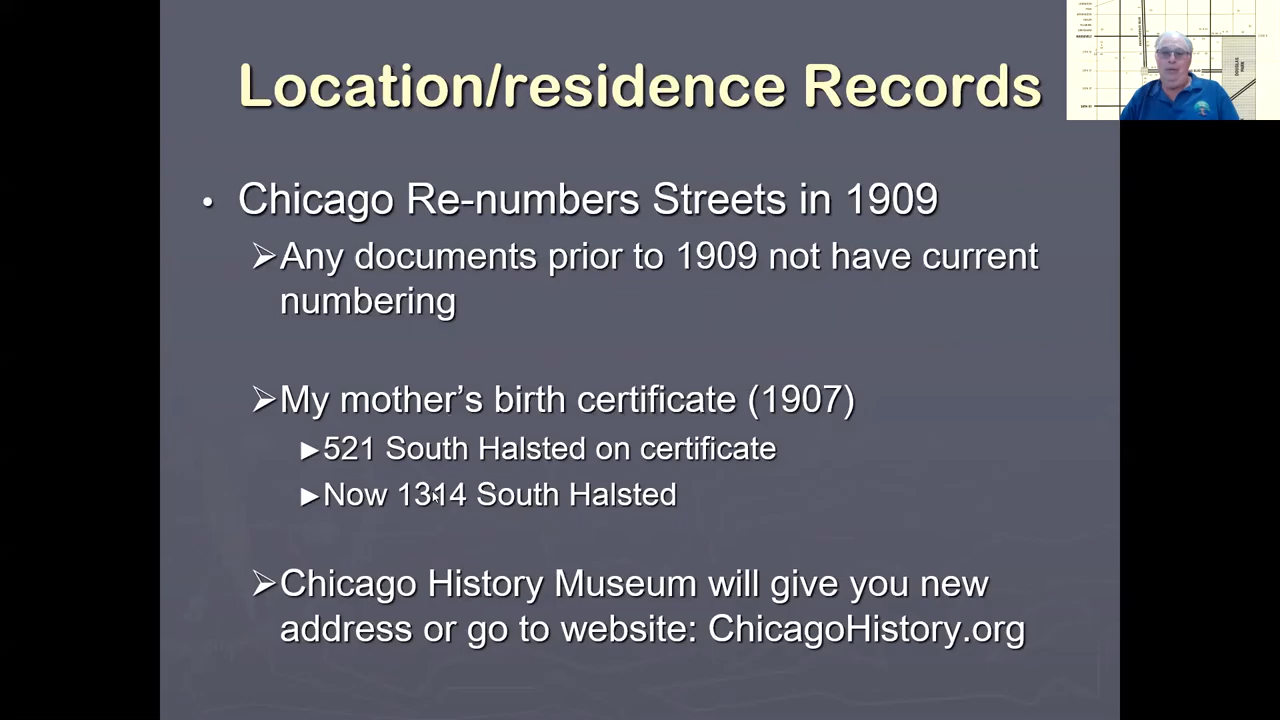 Location/residence Records
• Chicago Re-numbers Streets in 1909
Any documents prior to 1909 not have current
numbering
My mother's birth certificate (1907)
521 South Halsted on certificate
Now 1314 South Halsted
Chicago History Museum will give you new
address or go to website: ChicagoHistory.org